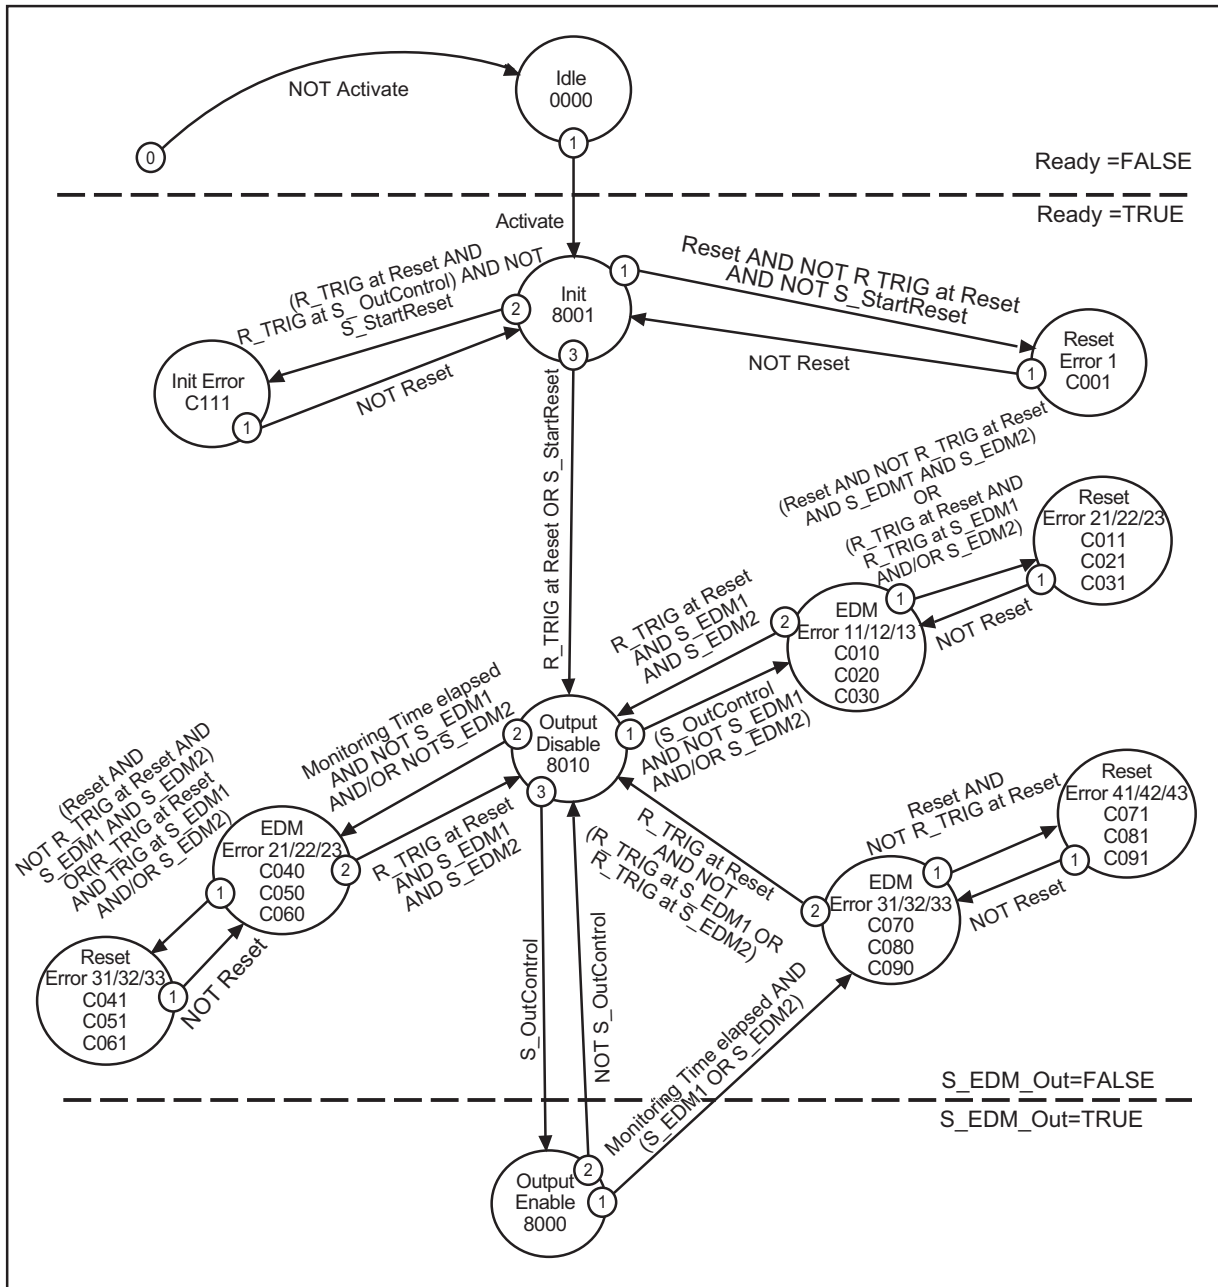 Idle
0000
1
NOT Activate
0
Ready =FALSE
Ready =TRUE
Activate
Init
8001
1
2
3
(R_TRIG at Reset AND
R_TRIG at S_OutControl) AND NOT
S_StartReset
Reset AND NOT R TRIG at Reset
AND NOT S_StartReset
Init Error
C111
1
NOT Reset
NOT Reset
Reset
Error 1
C001
1
R_TRIG at Reset OR S_StartReset
(Reset AND NOT R_TRIG at Reset
AND S_EDMT AND S_EDM2)
OR
(R_TRIG at Reset AND
R_TRIG at S_EDM1
AND/OR S_EDM2)
Reset
Error 21/22/23
C011
C021
C031
1
NOT Reset
EDM
Error 11/12/13
C010
C020
C030
1
2
R_TRIG at Reset
AND S_EDM1
AND S_EDM2
(S_OutControl
AND NOT S_EDM1
AND/OR S_EDM2)
Output
Disable
8010
1
2
3
Monitoring Time elapsed
AND NOT S_EDM1
AND/OR NOTS_EDM2
R_TRIG at Reset
AND S_EDM1
AND S_EDM2
(Reset AND
NOT R_TRIG at Reset AND
S_EDM1 AND S_EDM2)
OR(R_TRIG at Reset
AND TRIG at S_EDM1
AND/OR S_EDM2)
EDM
Error 21/22/23
C040
C050
C060
1
2
Reset
Error 31/32/33
C041
C051
C061
1
NOT Reset
R_TRIG at Reset
AND NOT
(R_TRIG at S_EDM1 OR
R_TRIG at S_EDM2)
Reset AND
NOT R_TRIG at Reset
Reset
Error 41/42/43
C071
C081
C091
1
NOT Reset
EDM
Error 31/32/33
C070
C080
C090
1
2
S_OutControl
NOT S_OutControl
Monitoring Time elapsed AND
(S_EDM1 OR S_EDM2)
S_EDM_Out=FALSE
S_EDM_Out=TRUE
Output
Enable
8000
2
1